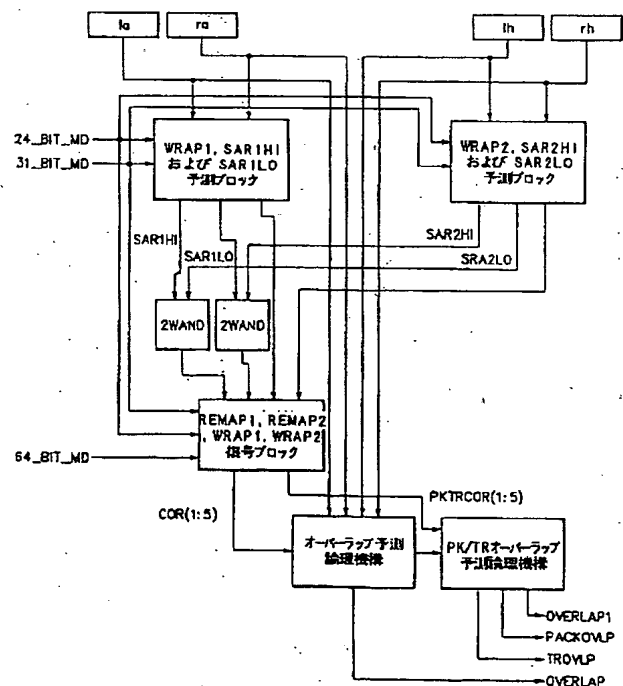 la
ra
lh
rh
24_BIT_MD
31_BIT_MD
WRAP1, SAR1HI
および SAR1LO
予測ブロック
WRAP2, SAR2HI
および SAR2LO
予測ブロック
SAR1HI
SAR1LO
SAR2HI
SRA2LO
2WAND
2WAND
REMAP1, REMAP2
, WRAP1, WRAP2
復号ブロック
64_BIT_MD
COR(1:5)
PKTRCOR(1:5)
オーバーラップ予測
論理機構
PK/TRオーバーラップ
予測論理機構
OVERLAP1
PACKOVLP
TROVLP
OVERLAP